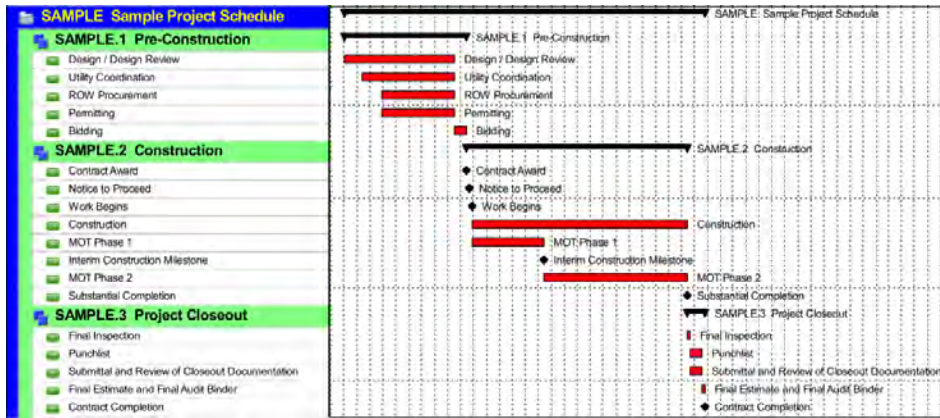 SAMPLE Sample Project Schedule SAMPLE: Sample Project Schedule
SAMPLE.1 Pre-Construction SAMPLE.1 Pre-Construction
Design / Design Review Design / Design Review
Utility Coordination Utility Coordination
ROW Procurement ROW Procurement
Permitting Permitting
Bidding Bidding
SAMPLE.2 Construction SAMPLE.2 Construction
Contract Award Contract Award
Notice to Proceed Notice to Proceed
Work Begins Work Begins
Construction Construction
MOT Phase 1 MOT Phase 1
Interim Construction Milestone Interim Construction Milestone
MOT Phase 2 MOT Phase 2
Substantial Completion Substantial Completion
SAMPLE.3 Project Closeout SAMPLE.3 Project Closeout
Final Inspection Final Inspection
Punchlist Punchlist
Submittal and Review of Closeout Documentation Submittal and Review of Closeout Documentation
Final Estimate and Final Audit Binder Final Estimate and Final Audit Binder
Contract Completion Contract Completion